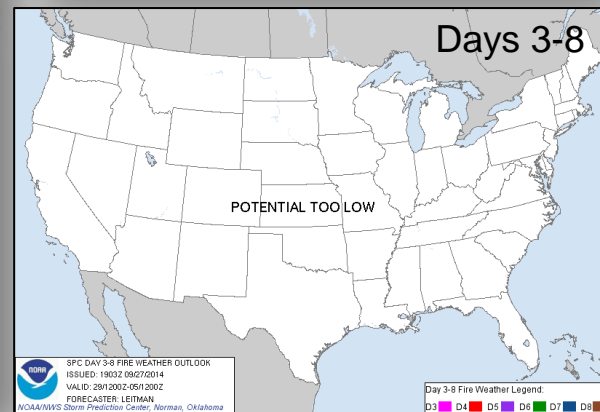 Days 3-8
POTENTIAL TOO LOW
NOAA
SPC DAY 3-8 FIRE WEATHER OUTLOOK
ISSUED: 1903Z 09/27/2014
VALID: 29/1200Z-05/1200Z
FORECASTER: LEITMAN
NOAA/NWS Storm Prediction Center, Norman, Oklahoma
Day 3-8 Fire Weather Legend:
D3 D4 D5 D6 D7 D8